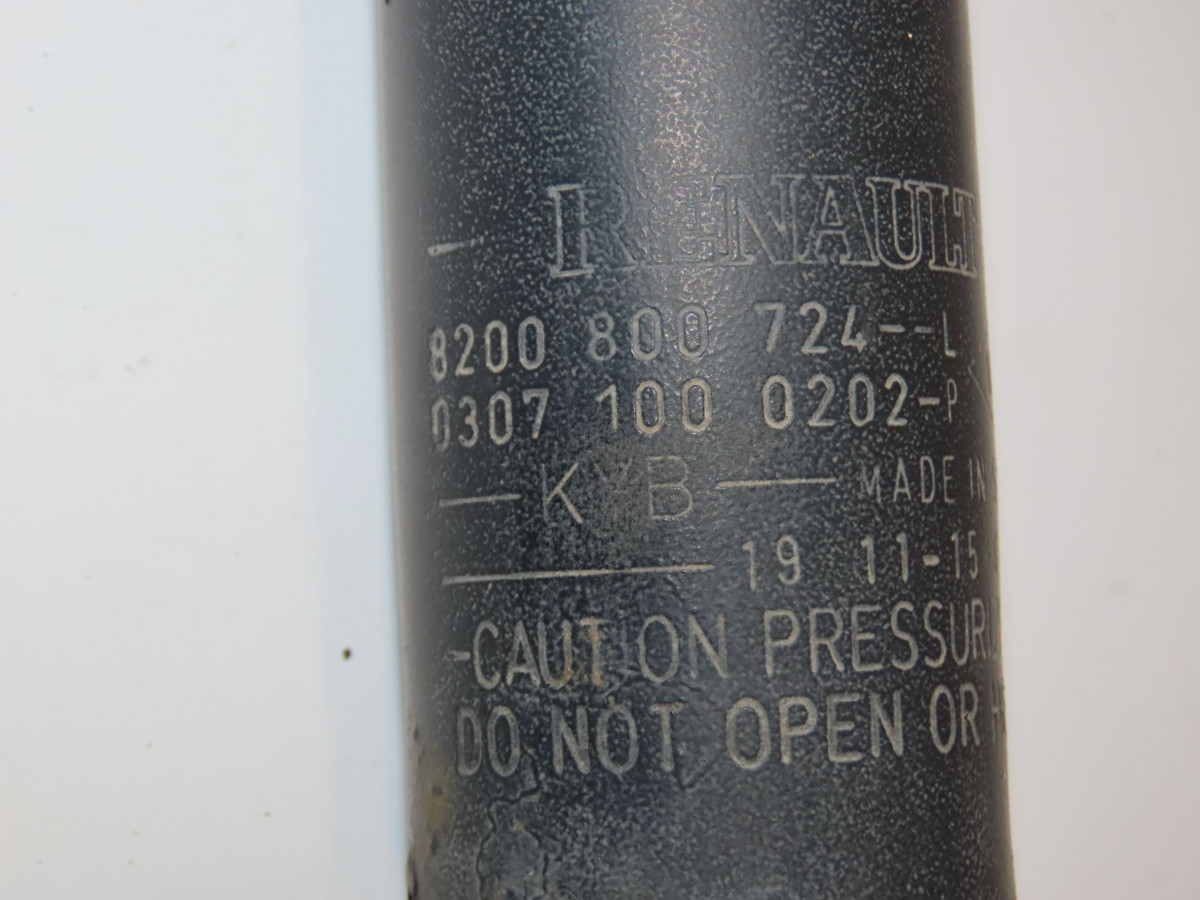 RENAULT
8200 800 724--L
0307 100 0202-P
KYB MADE IN
19 11-15
-CAUTION PRESSURI
DO NOT OPEN OR